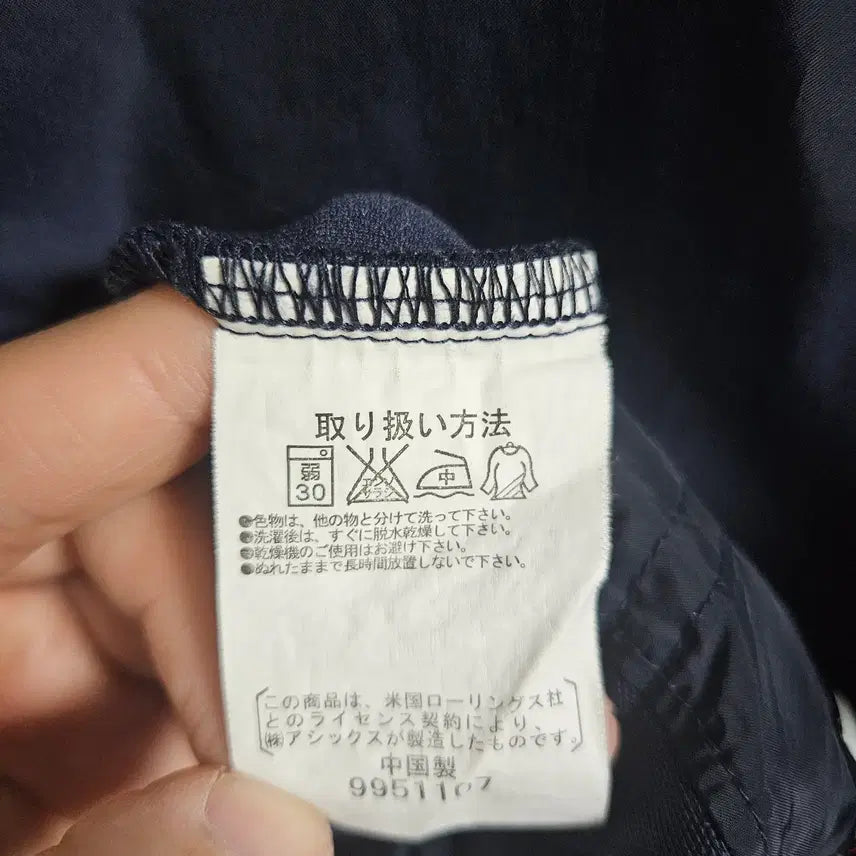 取り扱い方法
弱
30
中
●色物は、他の物と分けて洗って下さい。
●洗濯後は、すぐに脱水乾燥して下さい。
●乾燥機のご使用はお避け下さい。
●ぬれたままで長時間放置しないで下さい。
この商品は、米国ローリングス社
とのライセンス契約により、
㈱アシックスが製造したものです。
中国製